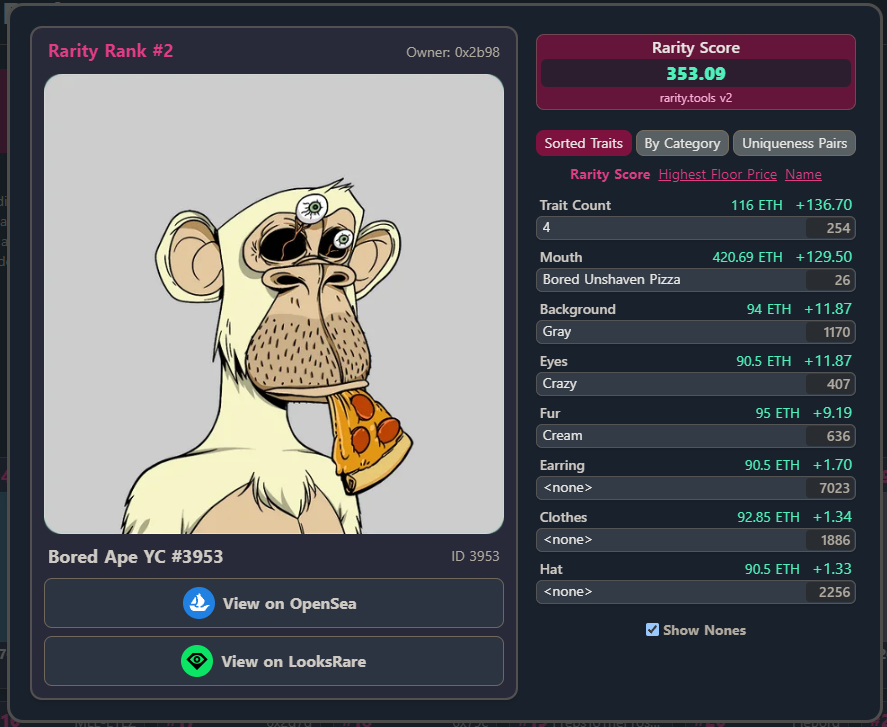 Rarity Rank #2
Owner: 0x2b98
Bored Ape YC #3953
ID 3953
View on OpenSea
View on LooksRare
Rarity Score
353.09
rarity.tools v2
Sorted Traits By Category Uniqueness Pairs
Rarity Score Highest Floor Price Name
Trait Count 116 ETH +136.70
4 254
Mouth 420.69 ETH +129.50
Bored Unshaven Pizza 26
Background 94 ETH +11.87
Gray 1170
Eyes 90.5 ETH +11.87
Crazy 407
Fur 95 ETH +9.19
Cream 636
Earring 90.5 ETH +1.70
<none> 7023
Clothes 92.85 ETH +1.34
<none> 1886
Hat 90.5 ETH +1.33
<none> 2256
Show Nones